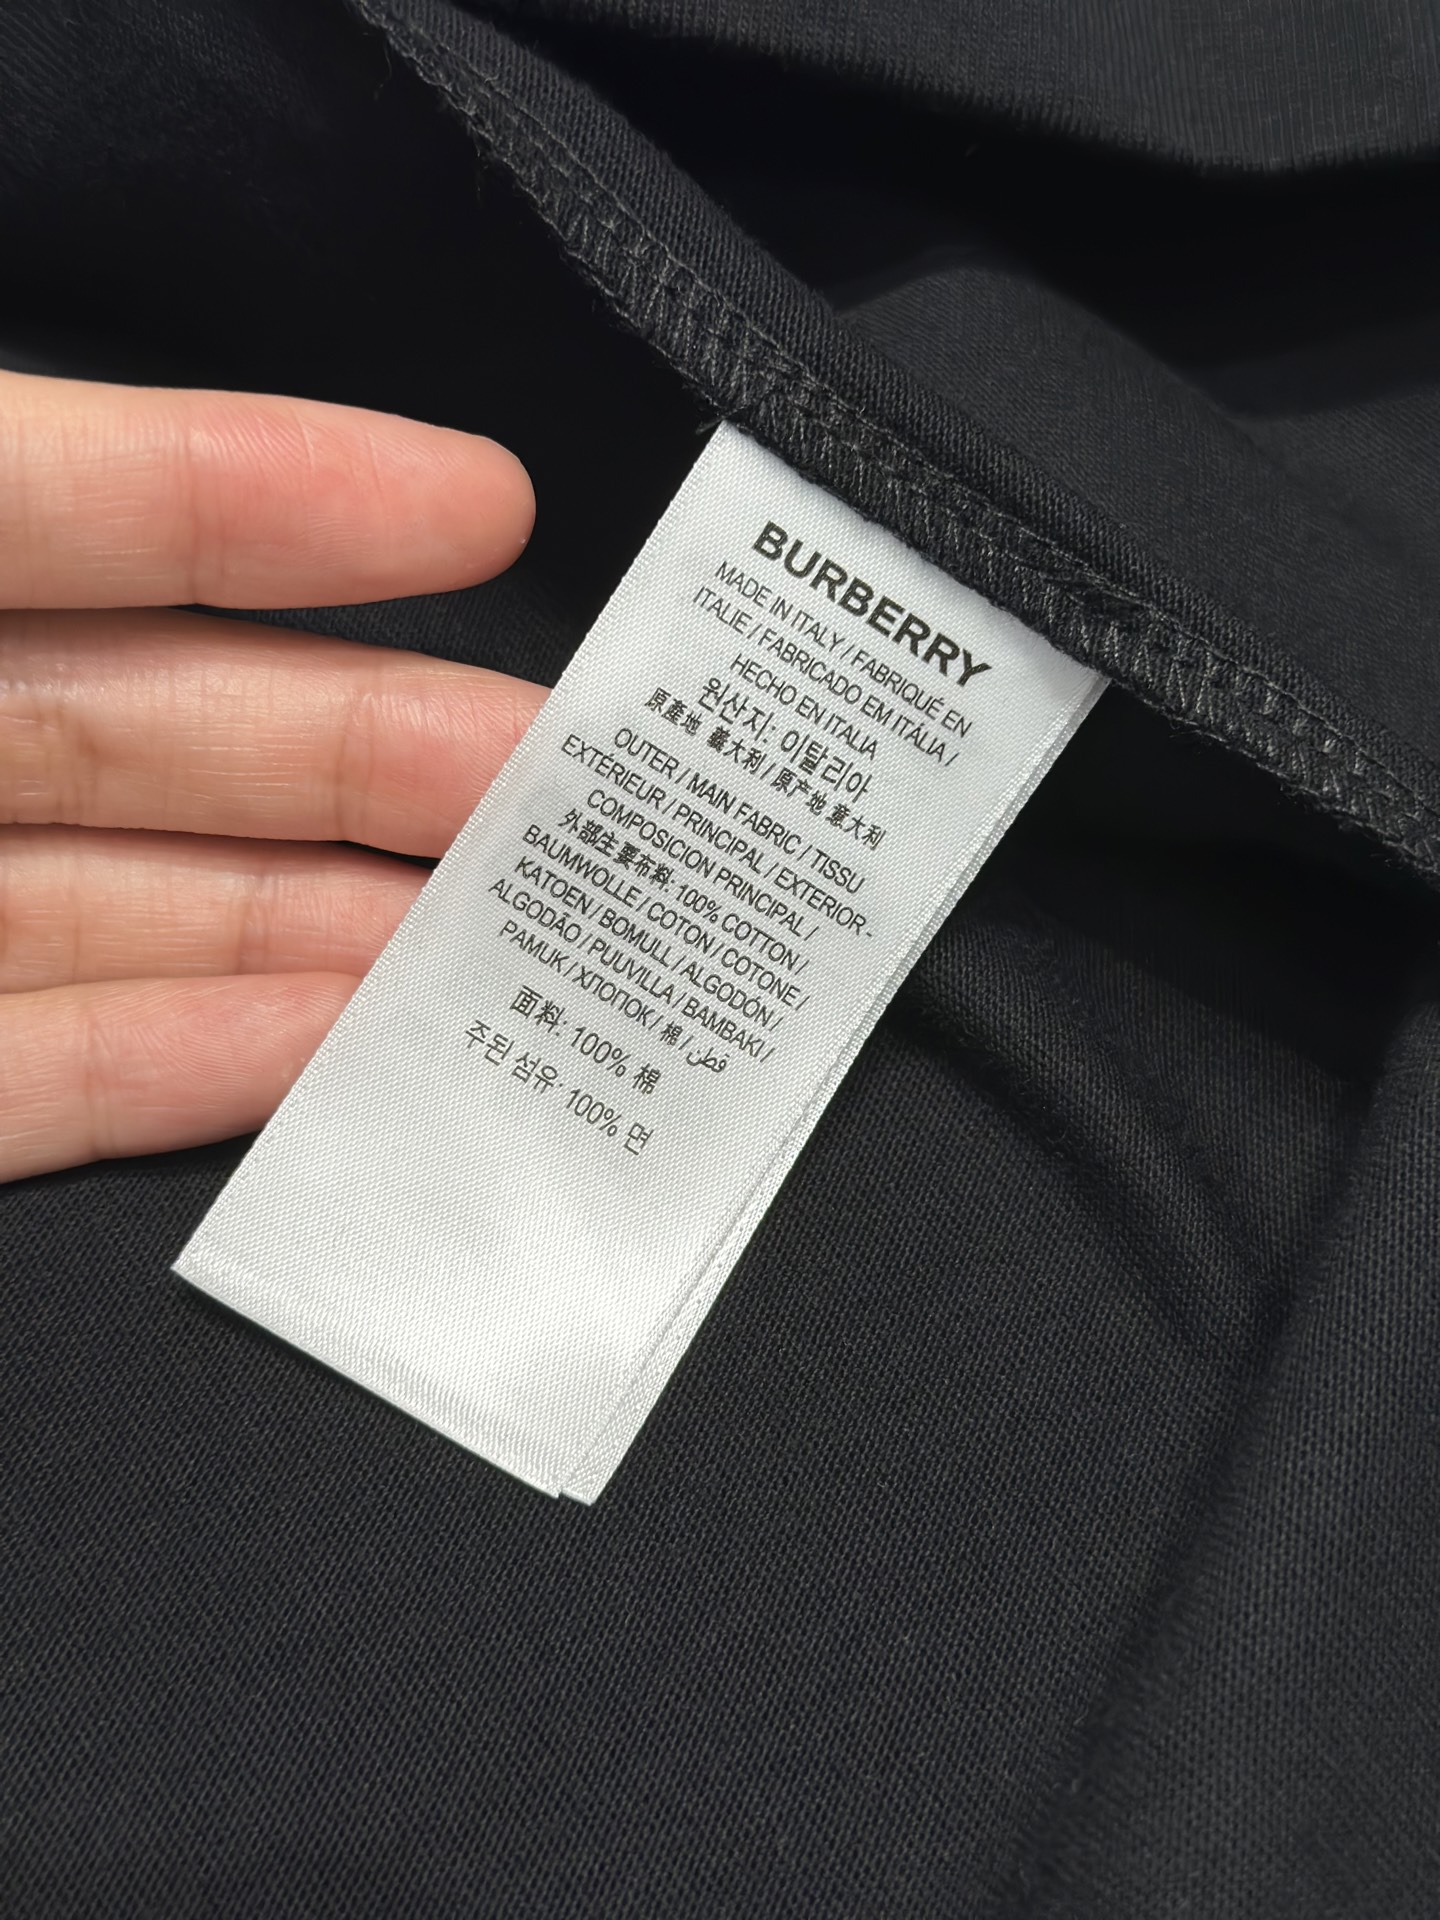 BURBERRY
MADE IN ITALY / FABRIQUÉ EN
ITALIE / FABRICADO EM ITÁLIA /
HECHO EN ITALIA
원산지: 이탈리아
原產地 義大利 / 原产地 意大利
OUTER / MAIN FABRIC / TISSU
EXTÉRIEUR / PRINCIPAL / EXTERIOR -
COMPOSICION PRINCIPAL /
外部主要布料: 100% COTTON /
BAUMWOLLE / COTON / COTONE /
KATOEN / BOMULL / ALGODÓN /
ALGODÃO / PUUVILLA / BAMBAKI /
PAMUK / ХЛОПОК / 棉 / قطن
面料: 100% 棉
주된 섬유: 100% 면